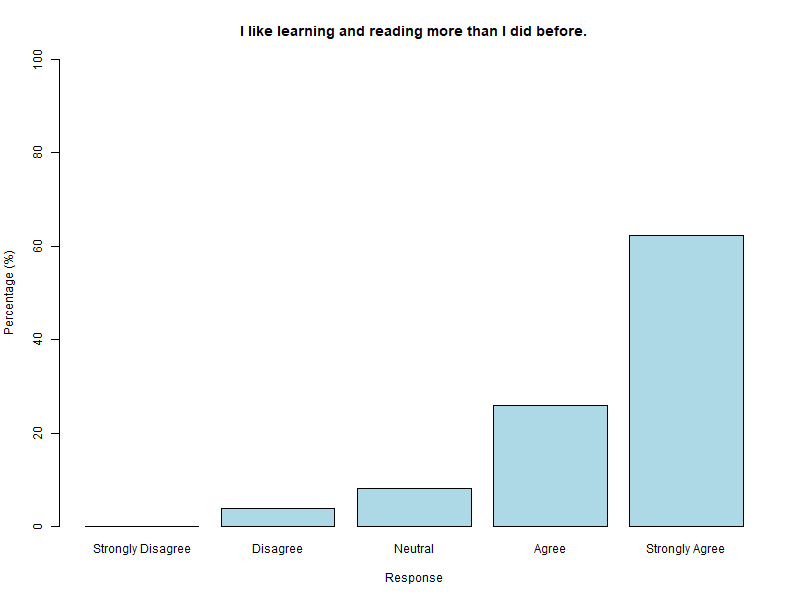 I like learning and reading more than I did before.
100
80
60
40
20
0
Percentage (%)
Strongly Disagree
Disagree
Neutral
Agree
Strongly Agree
Response